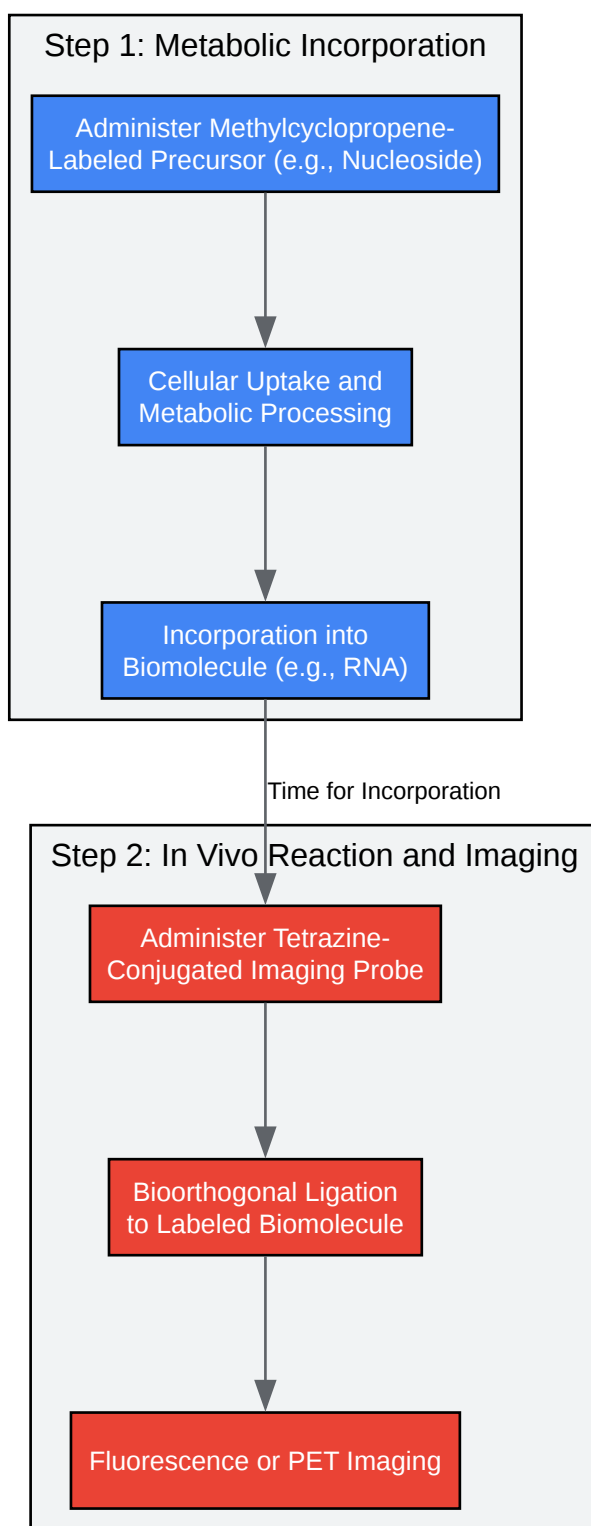 Step 1: Metabolic Incorporation
Administer Methylcyclopropene-
Labeled Precursor (e.g., Nucleoside)
Cellular Uptake and
Metabolic Processing
Incorporation into
Biomolecule (e.g., RNA)
Time for Incorporation
Step 2: In Vivo Reaction and Imaging
Administer Tetrazine-
Conjugated Imaging Probe
Bioorthogonal Ligation
to Labeled Biomolecule
Fluorescence or PET Imaging